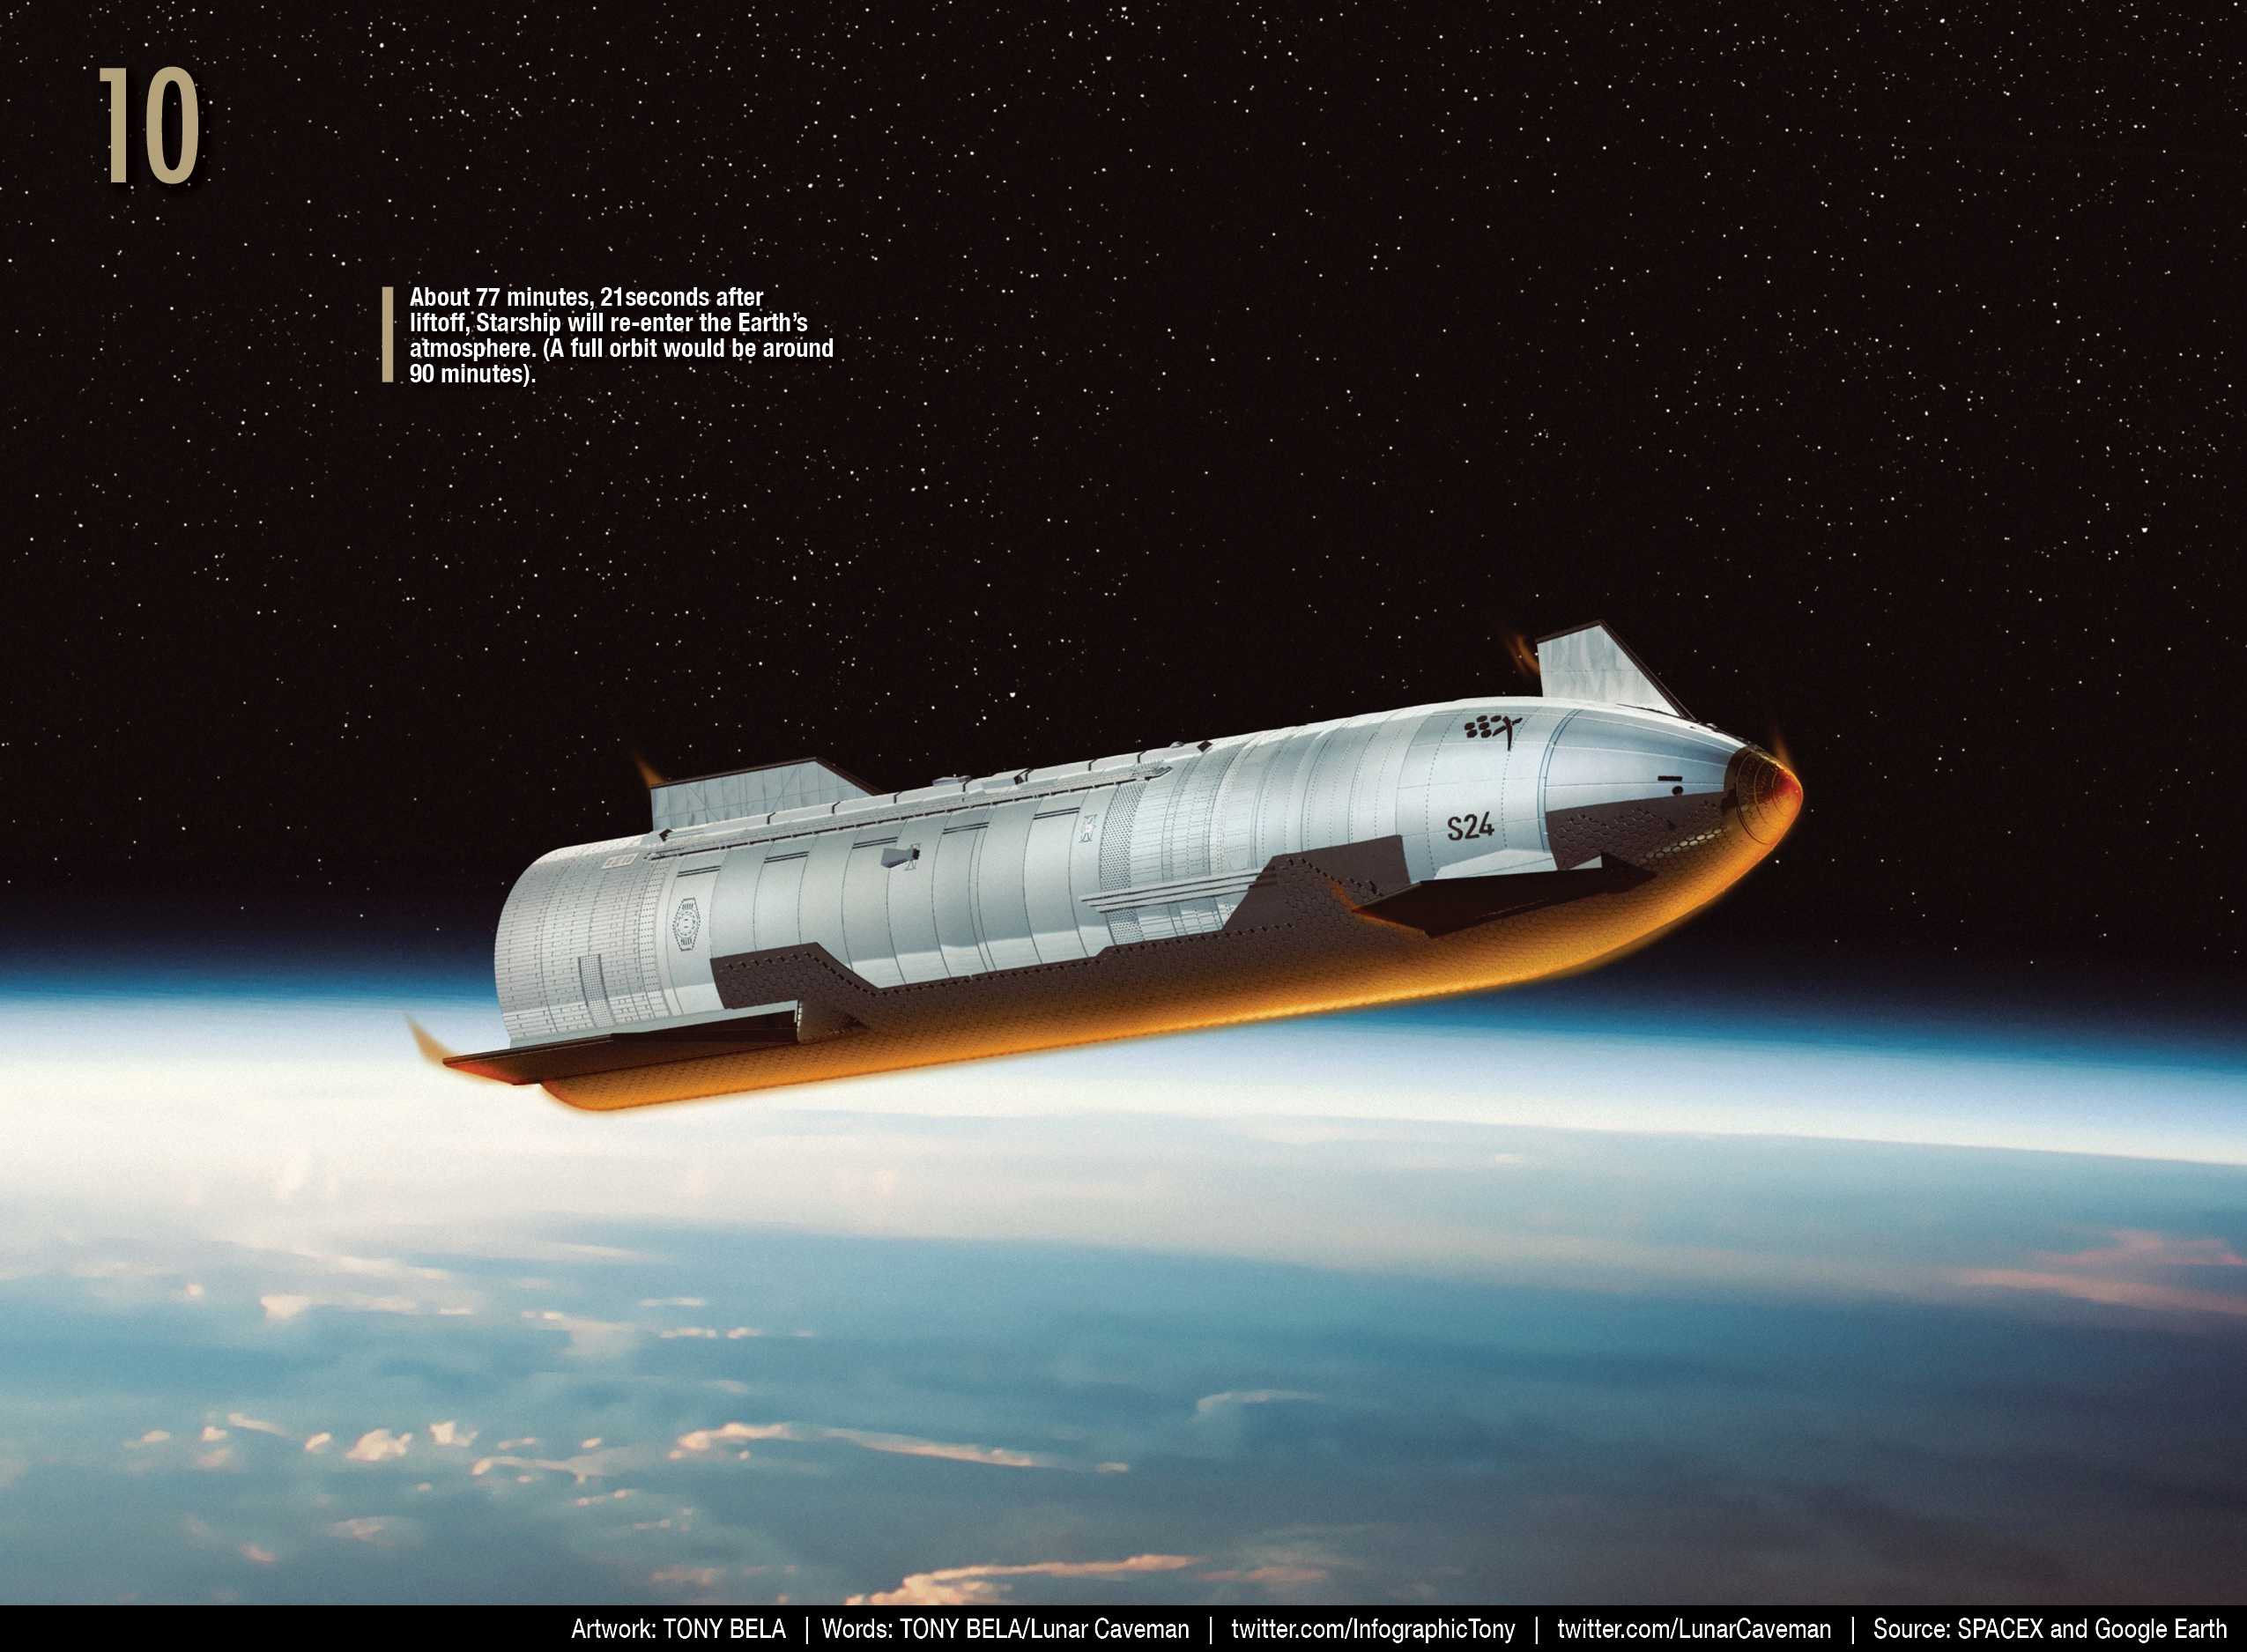 10
About 77 minutes, 21seconds after
liftoff, Starship will re-enter the Earth’s
atmosphere. (A full orbit would be around
90 minutes).
S24
Artwork: TONY BELA | Words: TONY BELA/Lunar Caveman | twitter.com/InfographicTony | twitter.com/LunarCaveman | Source: SPACEX and Google Earth